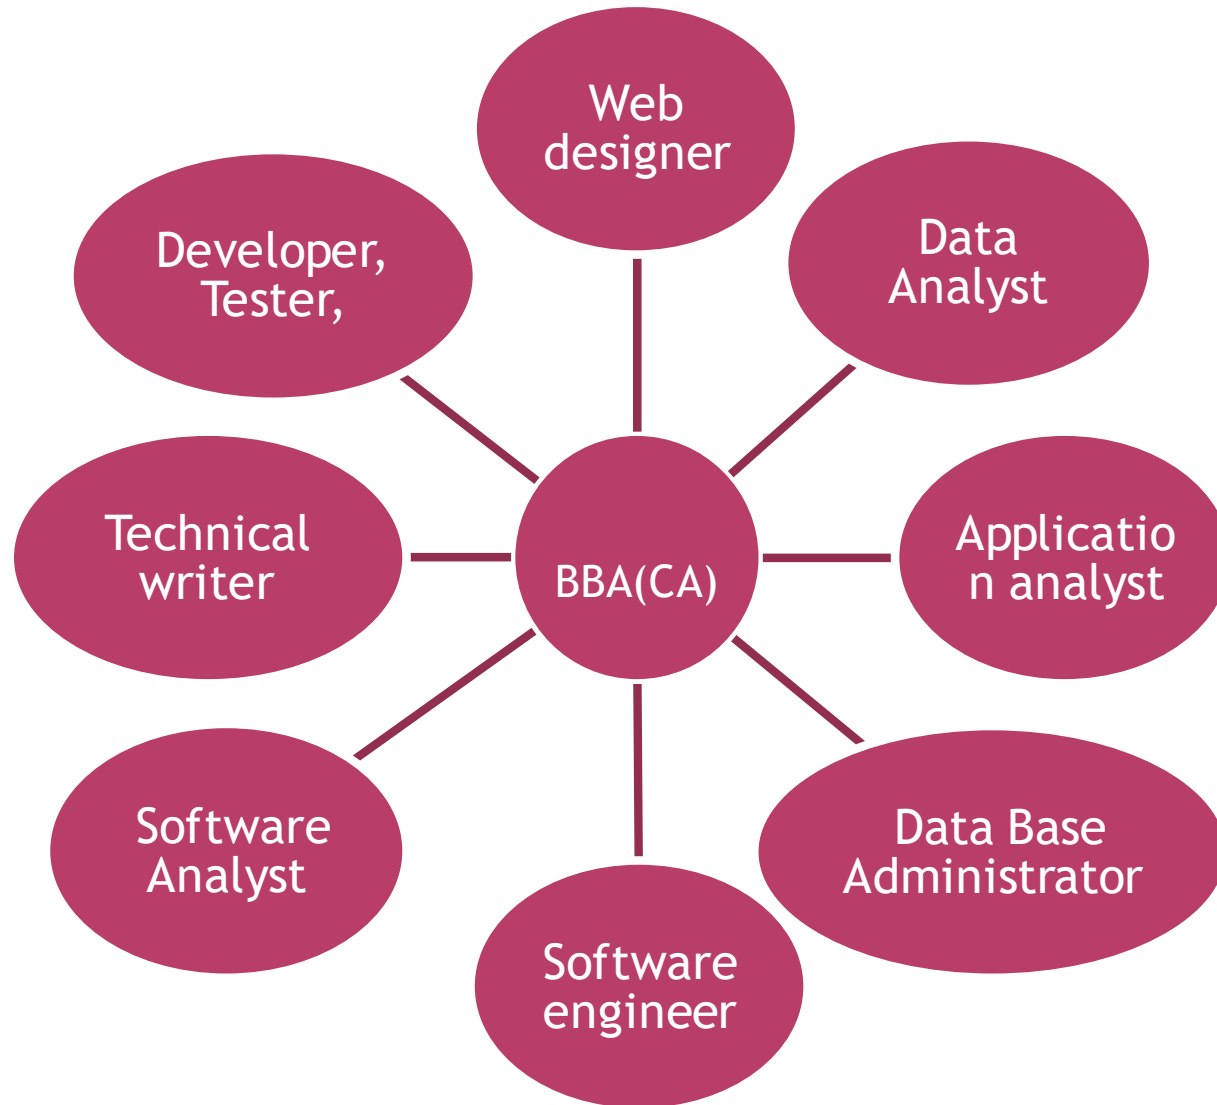 Web
designer
Data
Analyst
Applicatio
n analyst
Data Base
Administrator
Software
engineer
Software
Analyst
Technical
writer
Developer,
Tester,
BBA(CA)